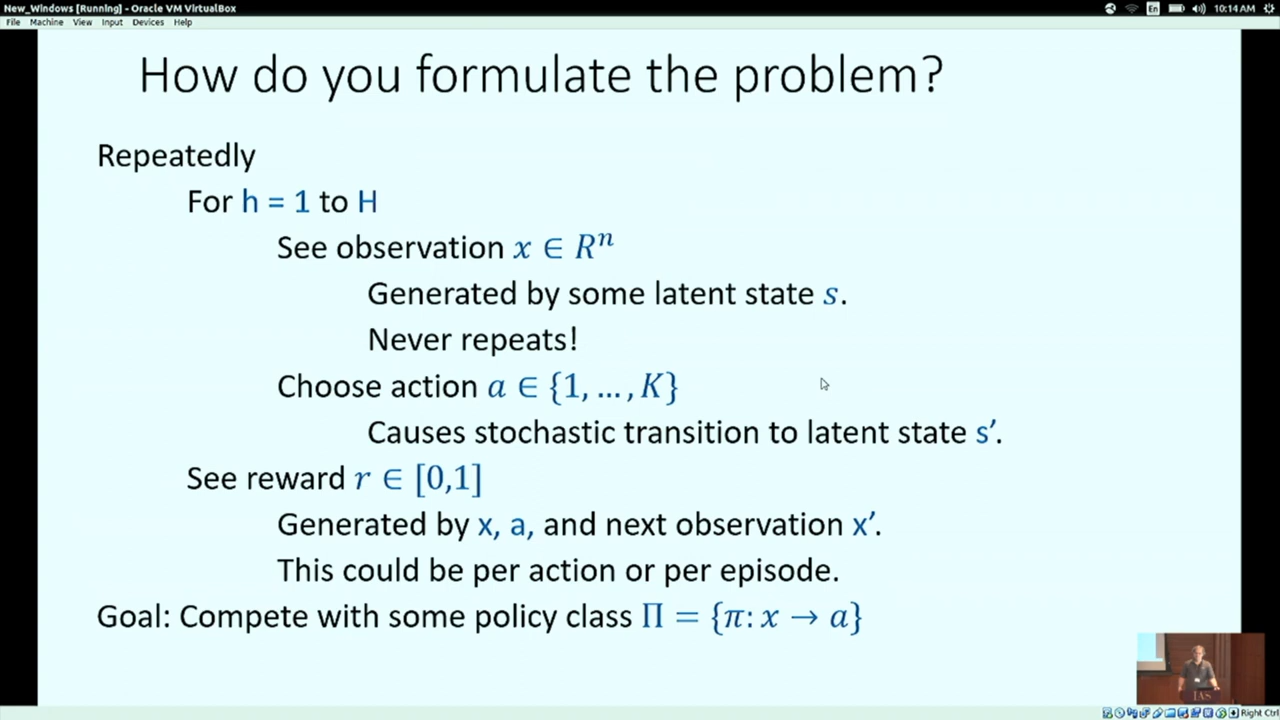 New_Windows [Running] - Oracle VM VirtualBox
En
10:14 AM
File Machine View Input Devices Help
How do you formulate the problem?
Repeatedly
For h = 1 to H
See observation x ∈ Rⁿ
Generated by some latent state s.
Never repeats!
Choose action a ∈ {1, … , K}
Causes stochastic transition to latent state s’.
See reward r ∈ [0,1]
Generated by x, a, and next observation x’.
This could be per action or per episode.
Goal: Compete with some policy class Π = {π: x → a}
IAS
Right Ctrl